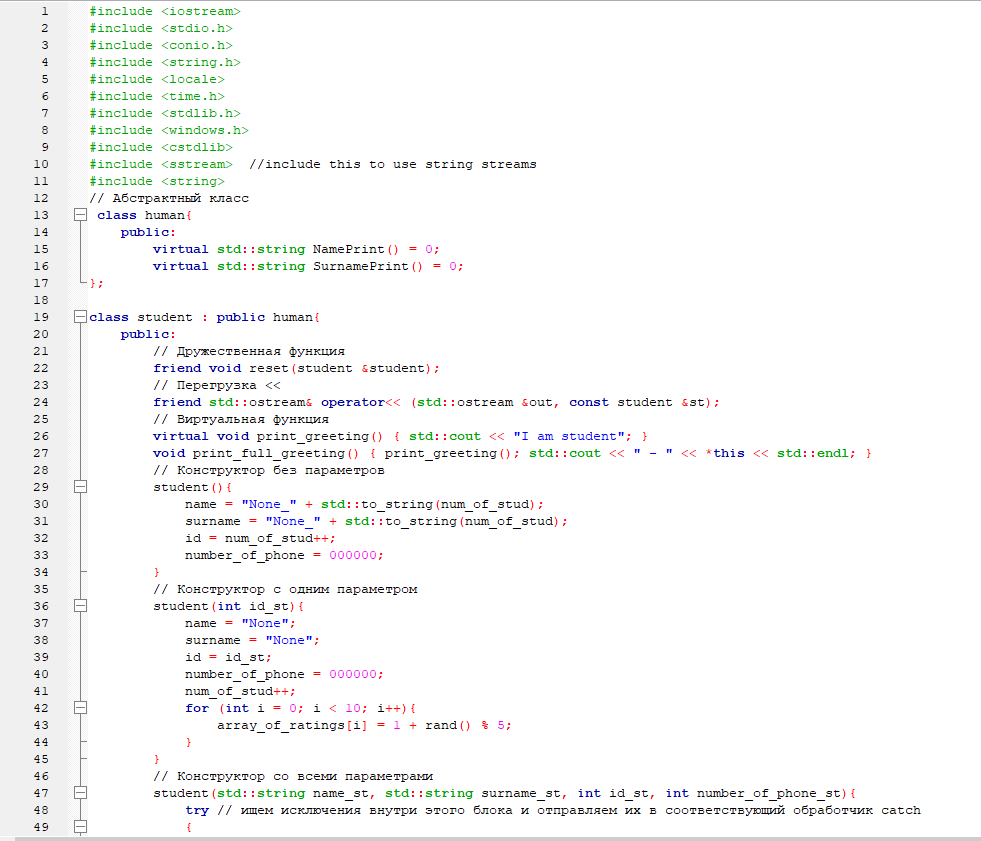 1 #include <iostream>
2 #include <stdio.h>
3 #include <conio.h>
4 #include <string.h>
5 #include <locale>
6 #include <time.h>
7 #include <stdlib.h>
8 #include <windows.h>
9 #include <cstdlib>
10 #include <sstream>  //include this to use string streams
11 #include <string>
12 // Абстрактный класс
13  class human{
14     public:
15         virtual std::string NamePrint() = 0;
16         virtual std::string SurnamePrint() = 0;
17 };
18
19 class student : public human{
20     public:
21         // Дружественная функция
22         friend void reset(student &student);
23         // Перегрузка <<
24         friend std::ostream& operator<< (std::ostream &out, const student &st);
25         // Виртуальная функция
26         virtual void print_greeting() { std::cout << "I am student"; }
27         void print_full_greeting() { print_greeting(); std::cout << " - " << *this << std::endl; }
28         // Конструктор без параметров
29         student(){
30             name = "None_" + std::to_string(num_of_stud);
31             surname = "None_" + std::to_string(num_of_stud);
32             id = num_of_stud++;
33             number_of_phone = 000000;
34         }
35         // Конструктор с одним параметром
36         student(int id_st){
37             name = "None";
38             surname = "None";
39             id = id_st;
40             number_of_phone = 000000;
41             num_of_stud++;
42             for (int i = 0; i < 10; i++){
43                 array_of_ratings[i] = 1 + rand() % 5;
44             }
45         }
46         // Конструктор со всеми параметрами
47         student(std::string name_st, std::string surname_st, int id_st, int number_of_phone_st){
48             try // ищем исключения внутри этого блока и отправляем их в соответствующий обработчик catch
49             {